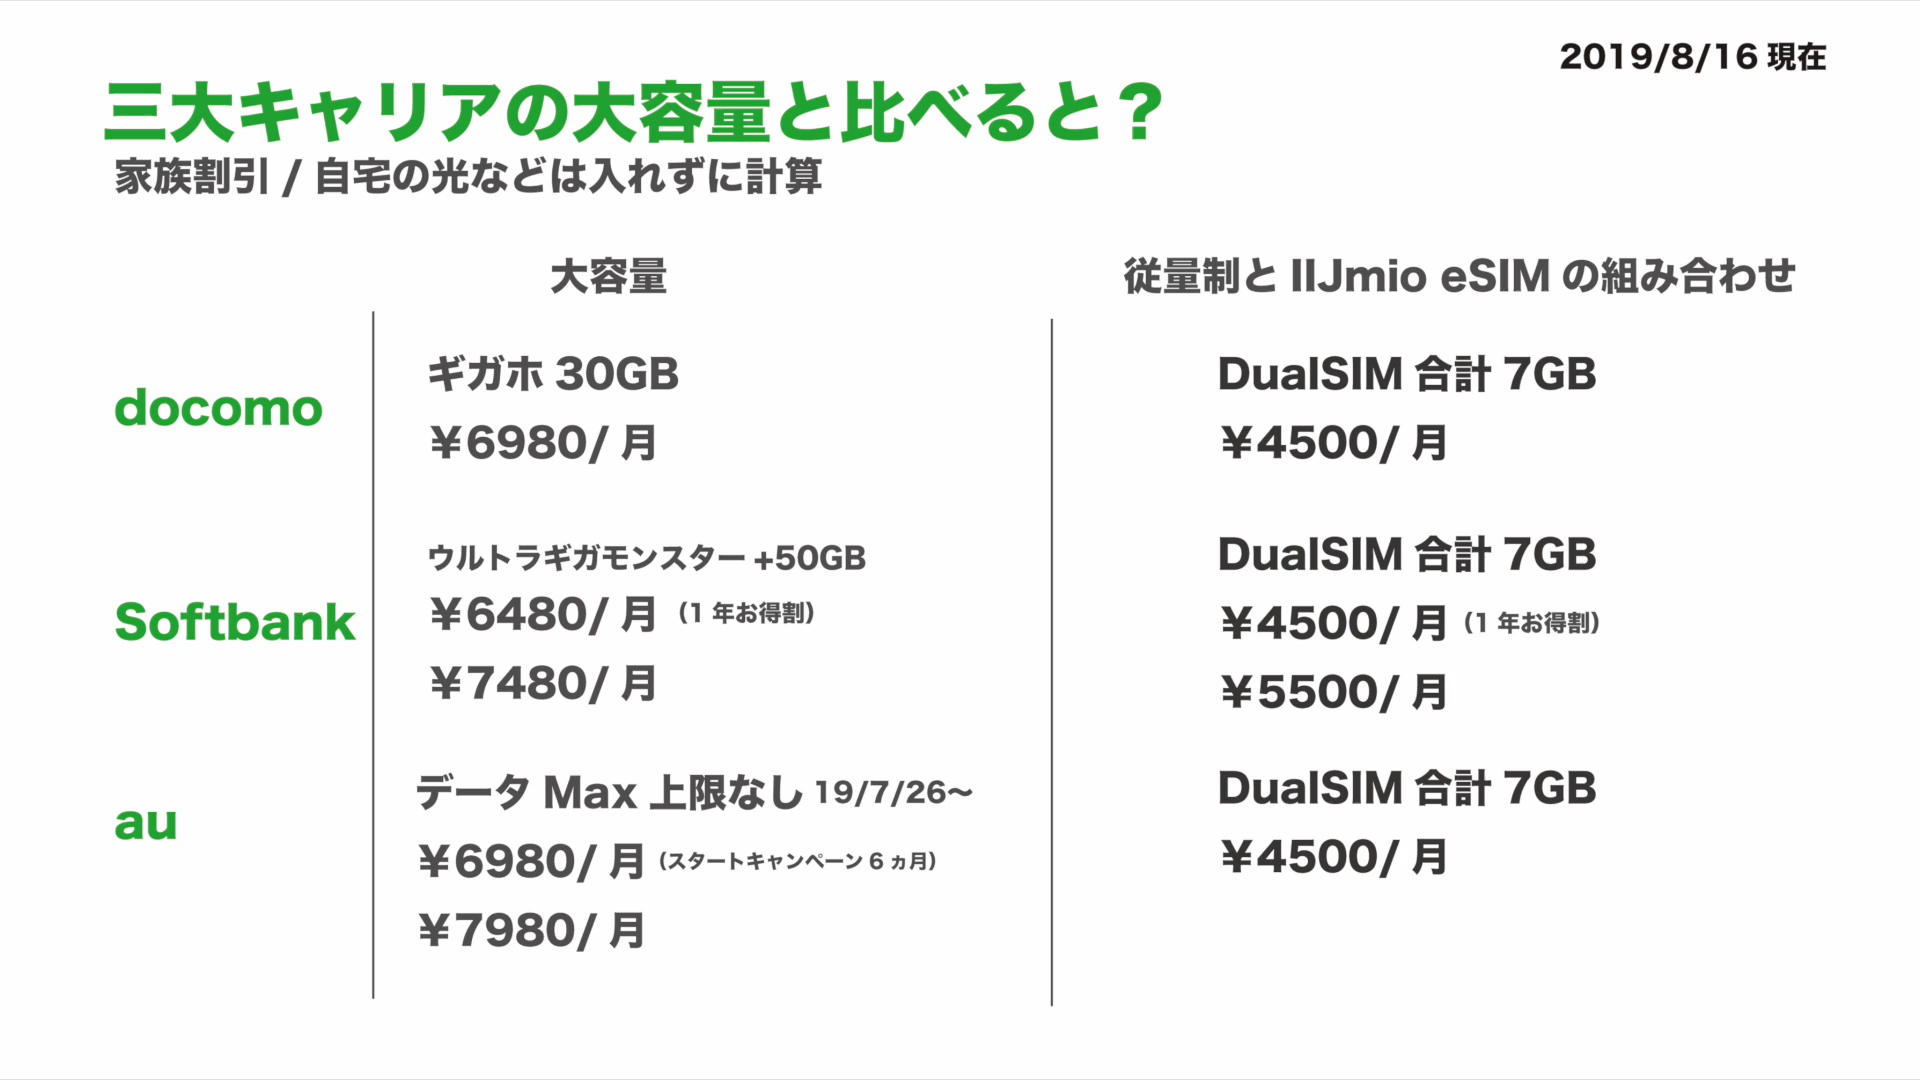 2019/8/16 現在
三大キャリアの大容量と比べると？
家族割引 / 自宅の光などは入れずに計算
大容量
従量制と IIJmio eSIM の組み合わせ
docomo
ギガホ 30GB
￥6980/ 月
DualSIM 合計 7GB
￥4500/ 月
Softbank
ウルトラギガモンスター +50GB
￥6480/ 月（1 年お得割）
￥7480/ 月
DualSIM 合計 7GB
￥4500/ 月（1 年お得割）
￥5500/ 月
au
データ Max 上限なし 19/7/26〜
￥6980/ 月（スタートキャンペーン 6 ヵ月）
￥7980/ 月
DualSIM 合計 7GB
￥4500/ 月